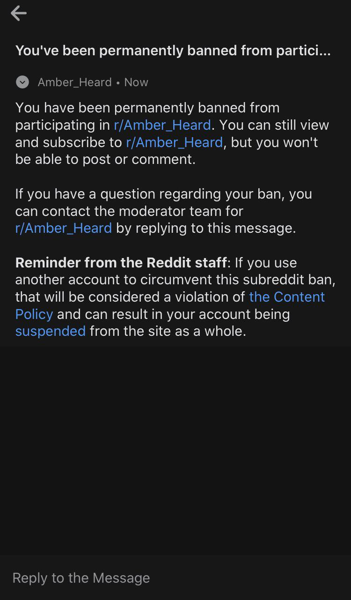 You've been permanently banned from partici...
Amber_Heard • Now
You have been permanently banned from
participating in r/Amber_Heard. You can still view
and subscribe to r/Amber_Heard, but you won't
be able to post or comment.
If you have a question regarding your ban, you
can contact the moderator team for
r/Amber_Heard by replying to this message.
Reminder from the Reddit staff: If you use
another account to circumvent this subreddit ban,
that will be considered a violation of the Content
Policy and can result in your account being
suspended from the site as a whole.
Reply to the Message